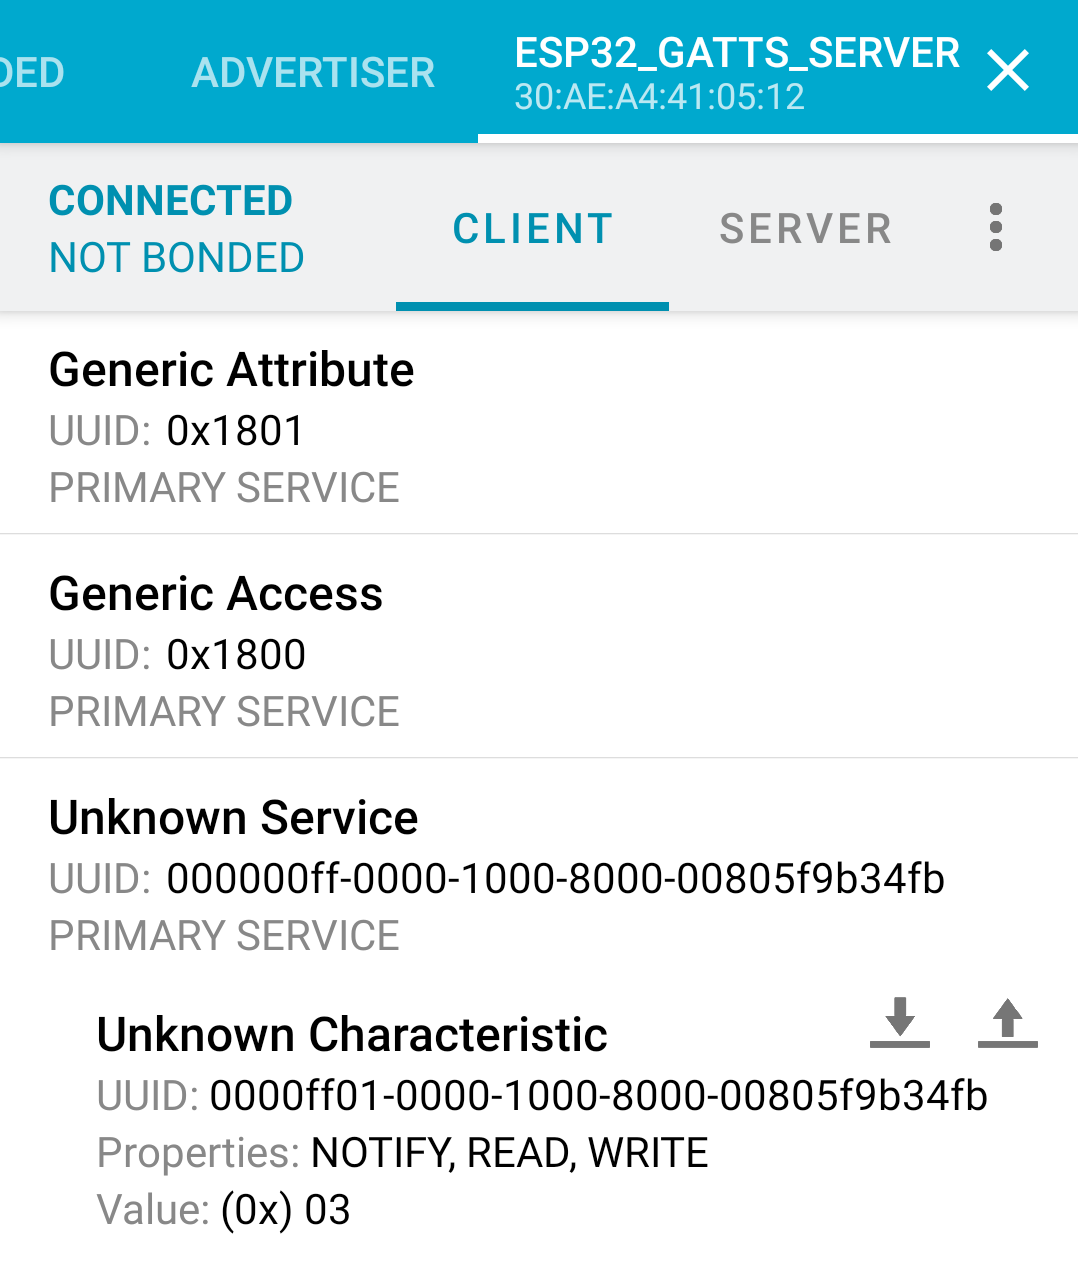 DED
ADVERTISER
ESP32_GATTS_SERVER
30:AE:A4:41:05:12
CONNECTED
NOT BONDED
CLIENT
SERVER
Generic Attribute
UUID: 0x1801
PRIMARY SERVICE
Generic Access
UUID: 0x1800
PRIMARY SERVICE
Unknown Service
UUID: 000000ff-0000-1000-8000-00805f9b34fb
PRIMARY SERVICE
Unknown Characteristic
UUID: 0000ff01-0000-1000-8000-00805f9b34fb
Properties: NOTIFY, READ, WRITE
Value: (0x) 03